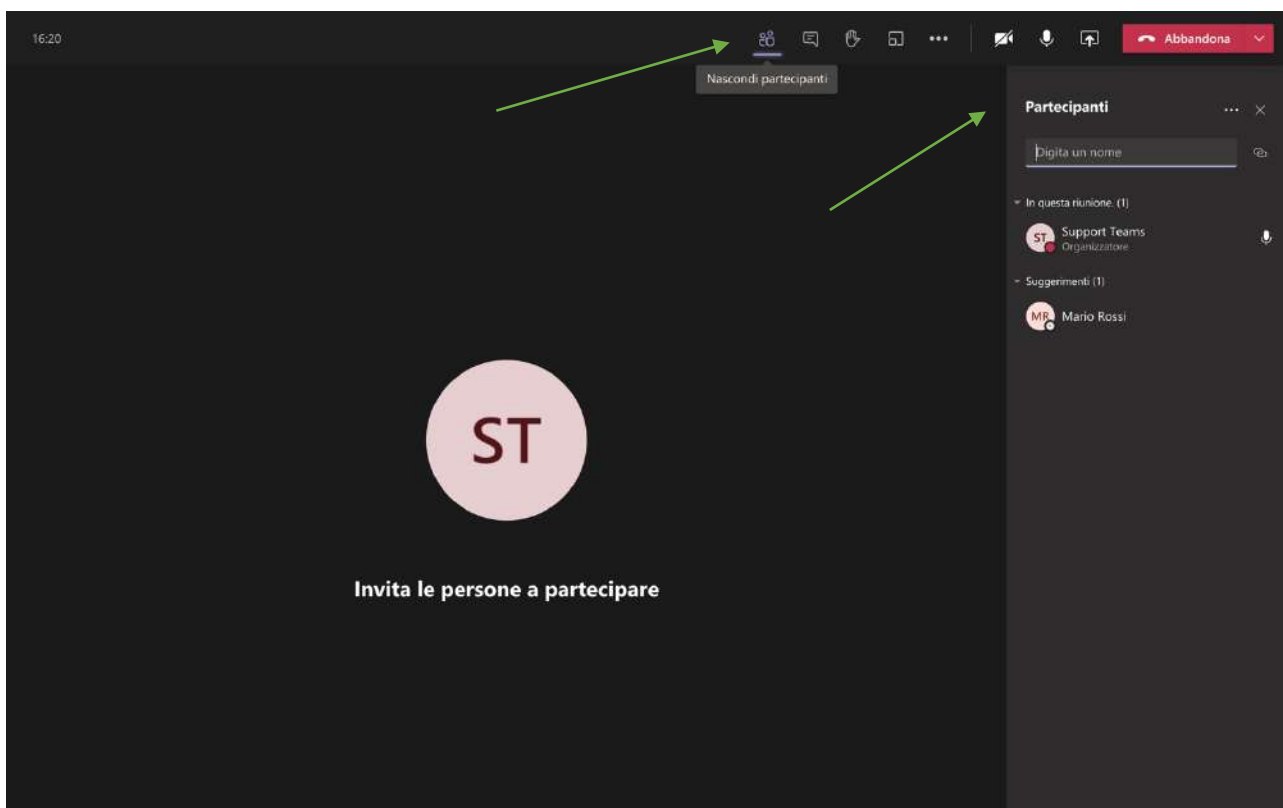 16:20
Abbandona
Nascondi partecipanti
Partecipanti
Digita un nome
In questa riunione. (1)
ST
Support Teams
Organizzatore
Suggerimenti (1)
MR
Mario Rossi
ST
Invita le persone a partecipare